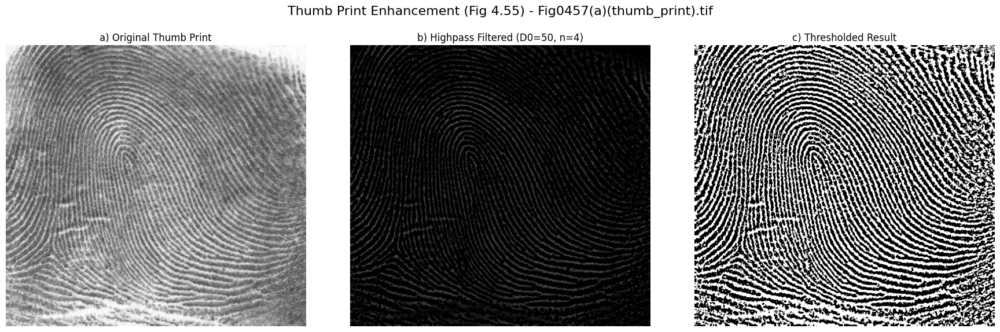 Thumb Print Enhancement (Fig 4.55) - Fig0457(a)(thumb_print).tif
a) Original Thumb Print
b) Highpass Filtered (D0=50, n=4)
c) Thresholded Result